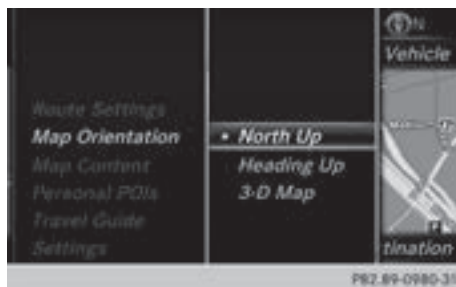 N
Vehicle
Route Settings
Map Orientation
• North Up
Map Content
Heading Up
Personal POIs
3-D Map
Travel Guide
Settings
tination
P82.89-0980-31